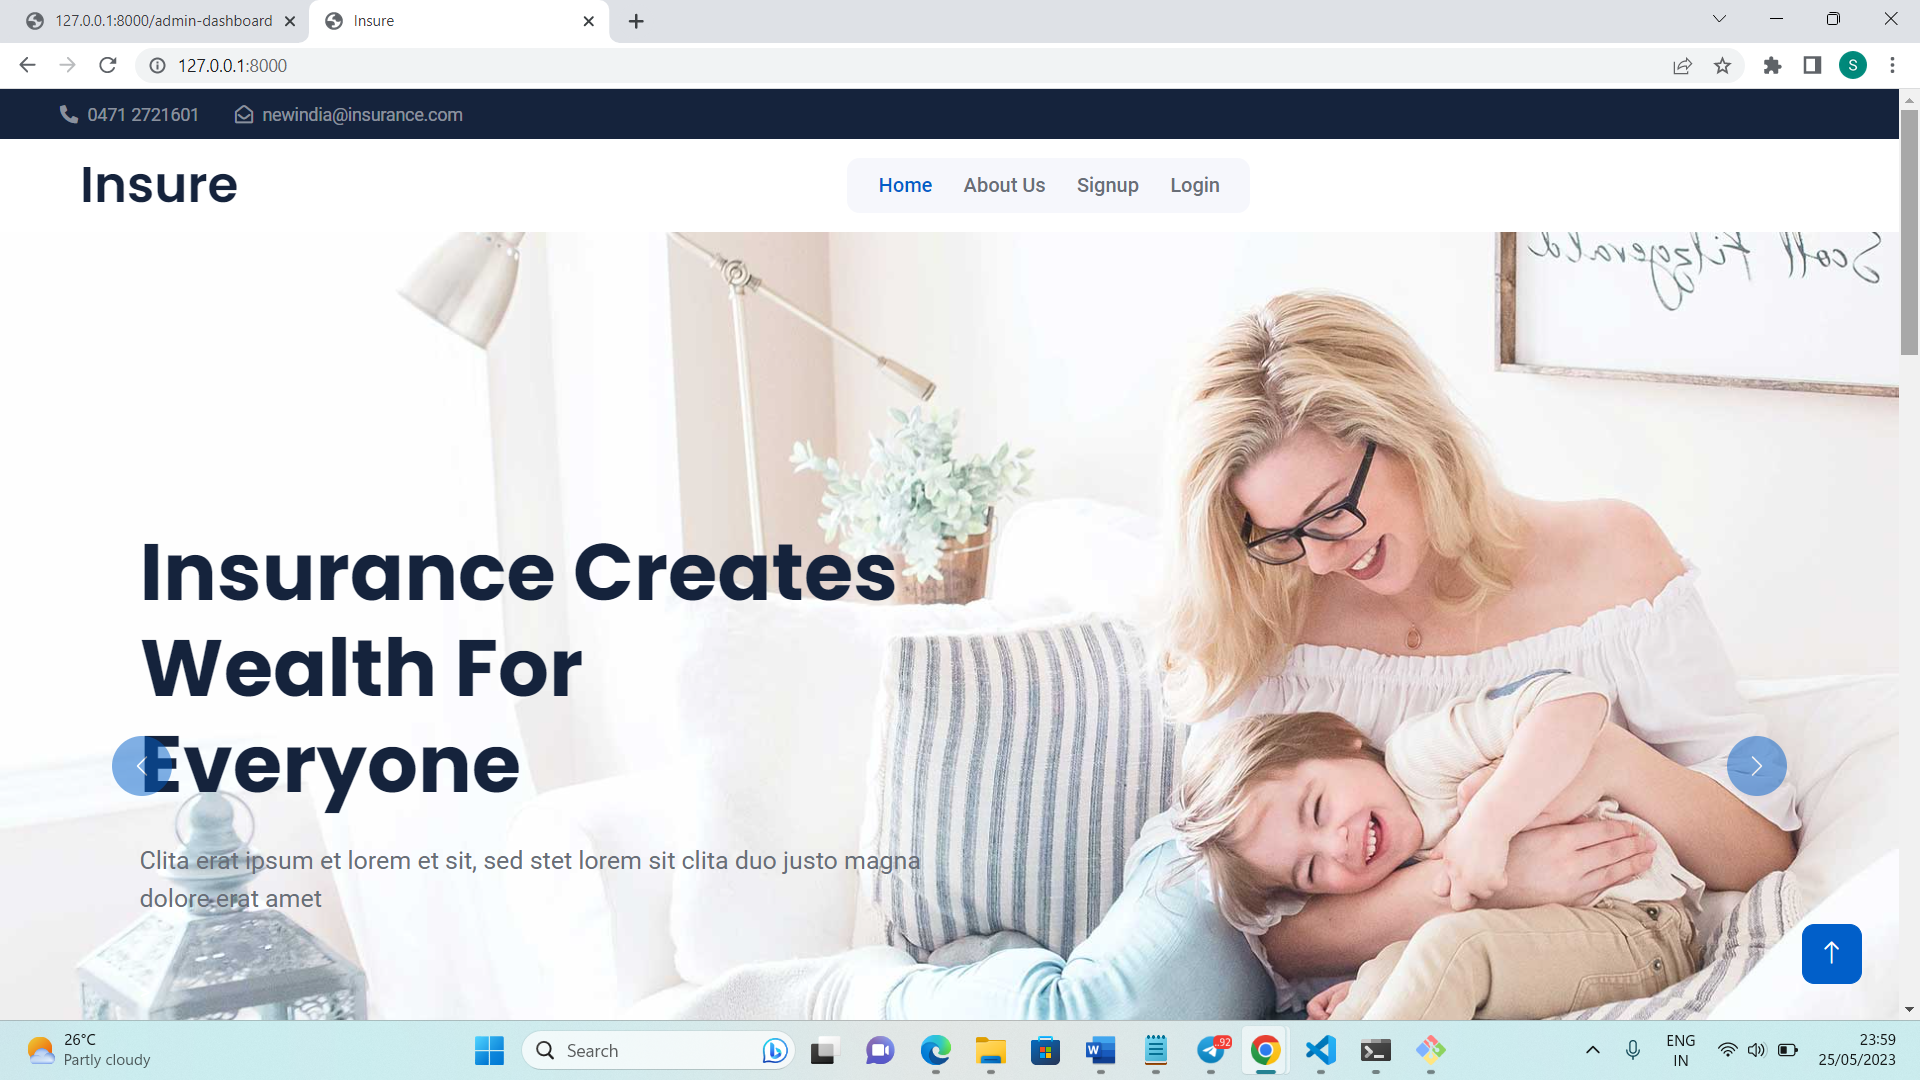 127.0.0.1:8000/admin-dashboard
Insure
127.0.0.1:8000
S
0471 2721601
newindia@insurance.com
Insure
Home
About Us
Signup
Login
Scott Fitzgerald
Insurance Creates
Wealth For
Everyone
Clita erat ipsum et lorem et sit, sed stet lorem sit clita duo justo magna
dolore erat amet
26°C
Partly cloudy
Search
92
ENG
IN
23:59
25/05/2023